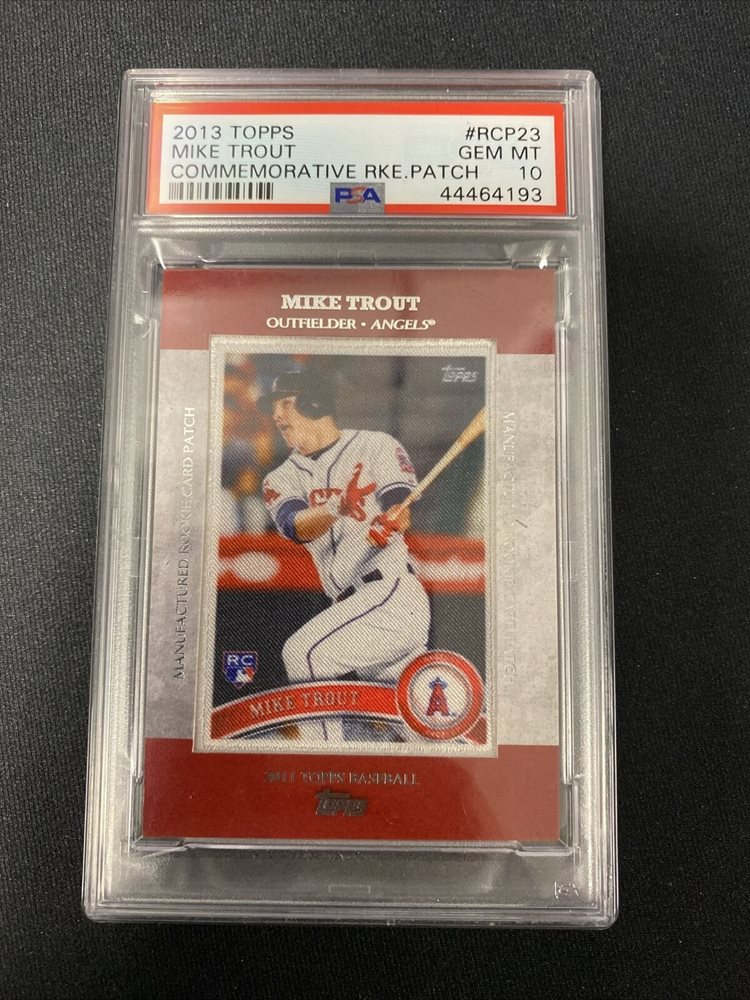 2013 TOPPS #RCP23
MIKE TROUT GEM MT
COMMEMORATIVE RKE.PATCH 10
PSA 44464193
MIKE TROUT
OUTFIELDER • ANGELS®
MANUFACTURED ROOKIE CARD PATCH
Topps
MANUFACTURED ROOKIE CARD PATCH
RC
MIKE TROUT
A
2011 TOPPS BASEBALL
Topps
PSA